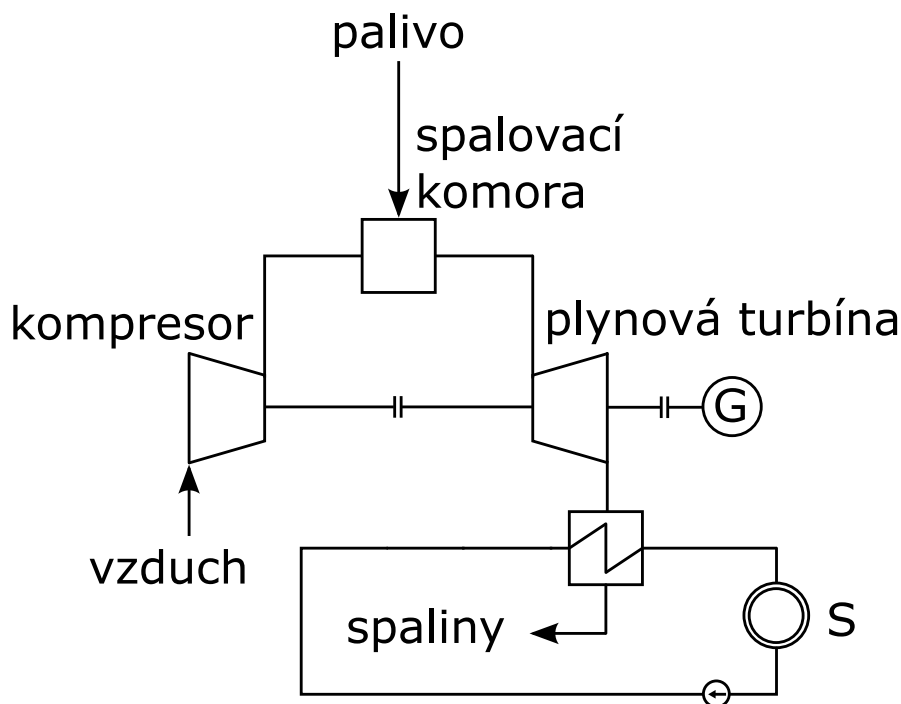 palivo
spalovací
komora
kompresor
plynová turbína
G
vzduch
spaliny
S